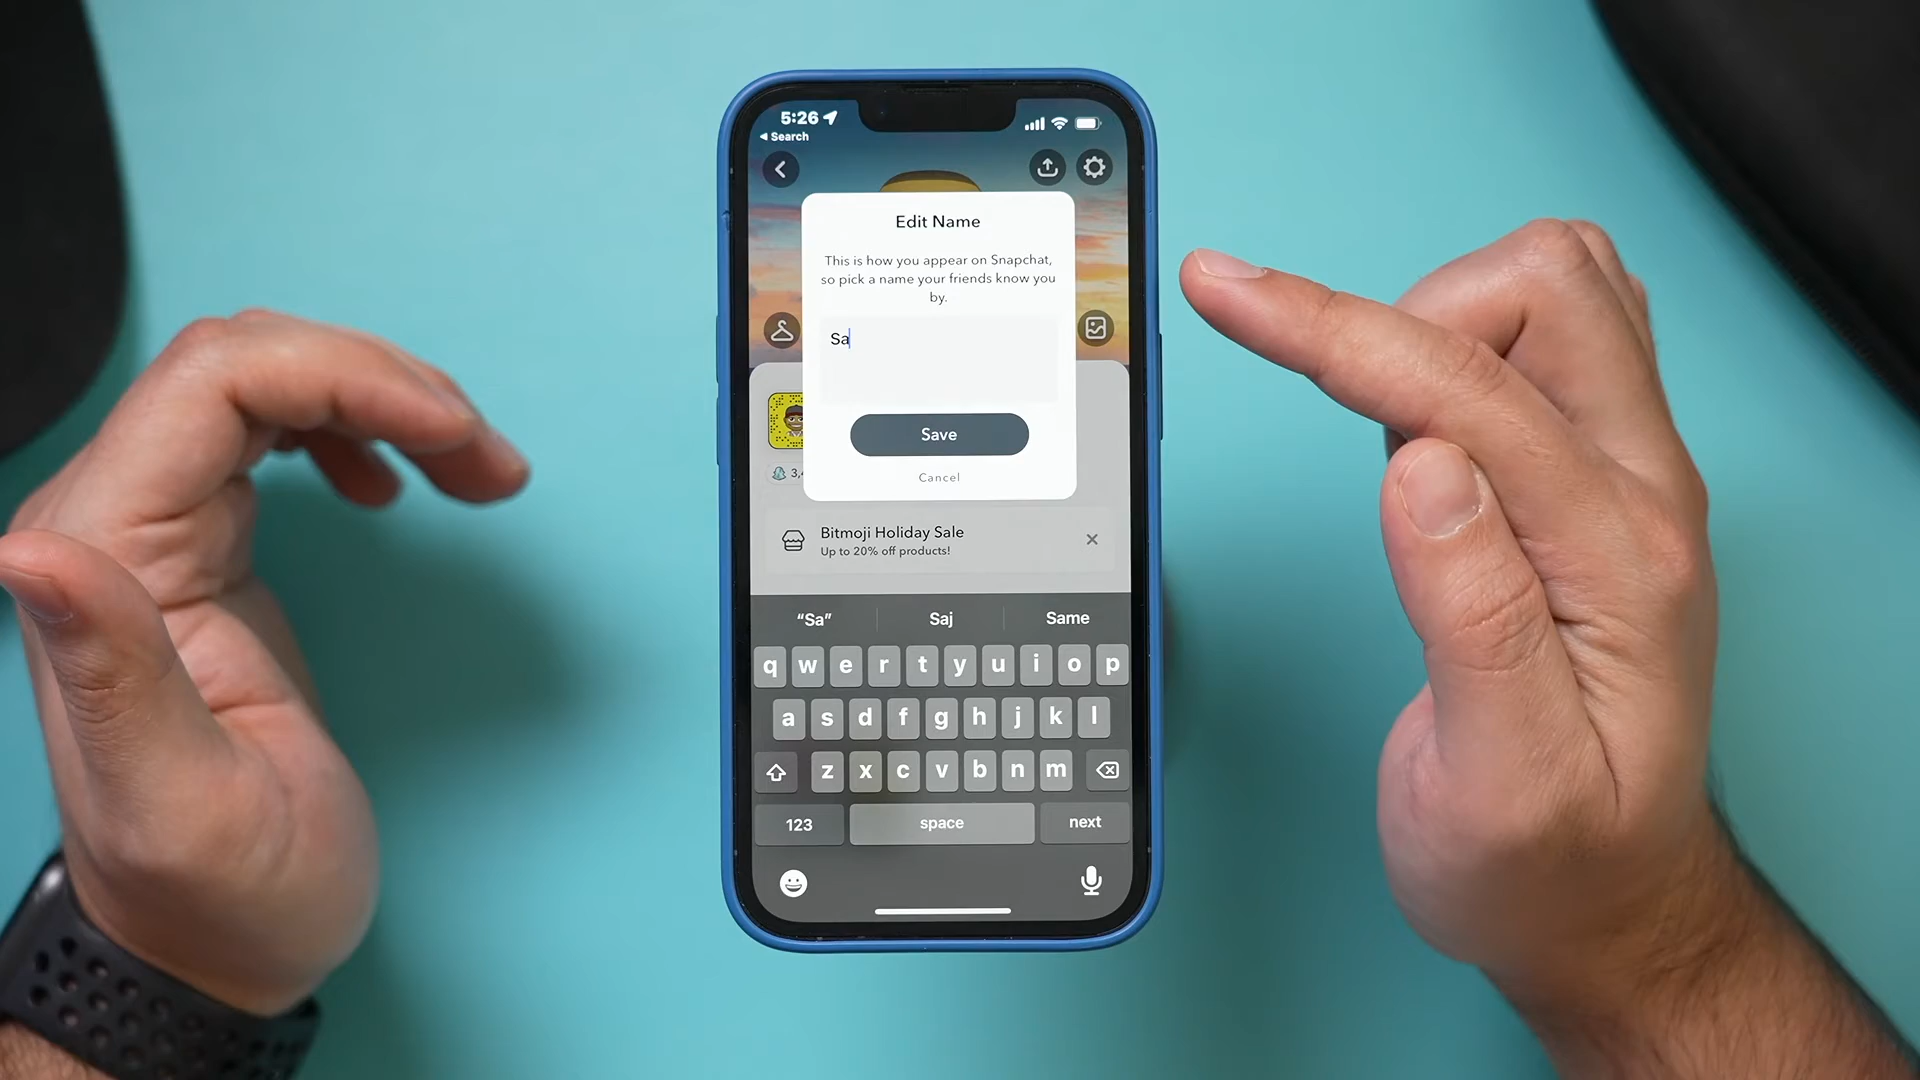 5:26
Search
Edit Name
This is how you appear on Snapchat,
so pick a name your friends know you
by.
Sa
Save
Cancel
3,
Bitmoji Holiday Sale
Up to 20% off products!
“Sa” Saj Same
q w e r t y u i o p
a s d f g h j k l
z x c v b n m
123 space next